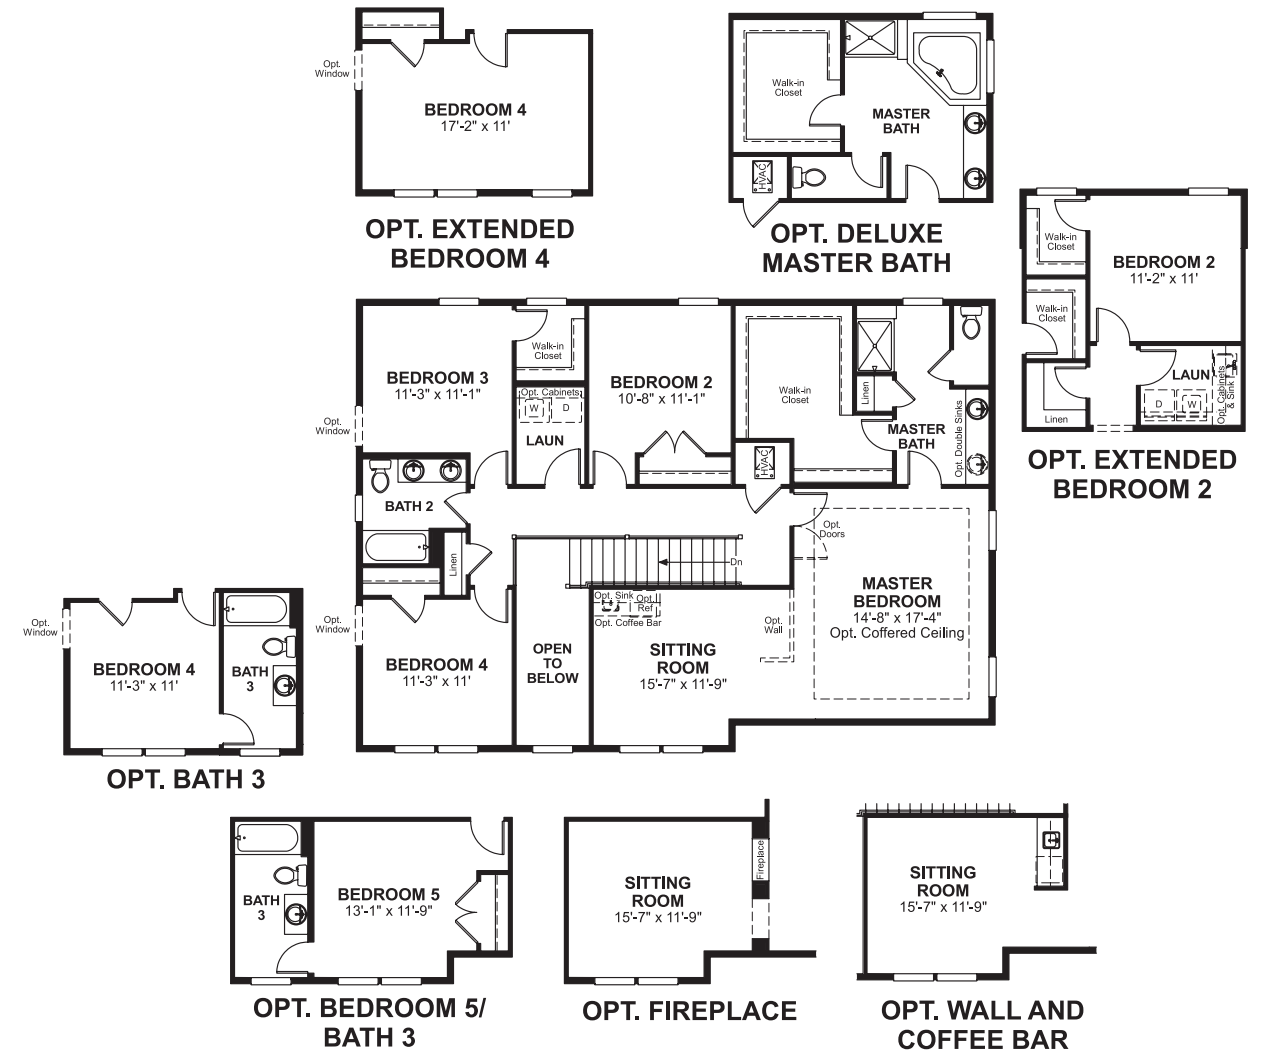 Opt.
Window
BEDROOM 4
17'-2" x 11'
OPT. EXTENDED
BEDROOM 4
Walk-in
Closet
MASTER
BATH
HVAC
OPT. DELUXE
MASTER BATH
Walk-in
Closet
BEDROOM 2
11'-2" x 11'
Walk-in
Closet
LAUN
D
W
Opt. Cabinets
& Sink
Linen
OPT. EXTENDED
BEDROOM 2
BEDROOM 3
11'-3" x 11'-1"
Walk-in
Closet
Opt. Cabinets
W
D
LAUN
BEDROOM 2
10'-8" x 11'-1"
Walk-in
Closet
Linen
MASTER
BATH
Opt. Double Sinks
HVAC
Opt.
Window
BATH 2
Linen
Opt.
Doors
Dn
MASTER
BEDROOM
14'-8" x 17'-4"
Opt. Coffered Ceiling
Opt.
Window
BEDROOM 4
11'-3" x 11'
OPEN
TO
BELOW
Opt. Sink
Opt.
Ref
Opt. Coffee Bar
SITTING
ROOM
15'-7" x 11'-9"
Opt.
Wall
Opt.
Window
BEDROOM 4
11'-3" x 11'
BATH
3
OPT. BATH 3
BATH
3
BEDROOM 5
13'-1" x 11'-9"
OPT. BEDROOM 5/
BATH 3
SITTING
ROOM
15'-7" x 11'-9"
Fireplace
OPT. FIREPLACE
SITTING
ROOM
15'-7" x 11'-9"
OPT. WALL AND
COFFEE BAR